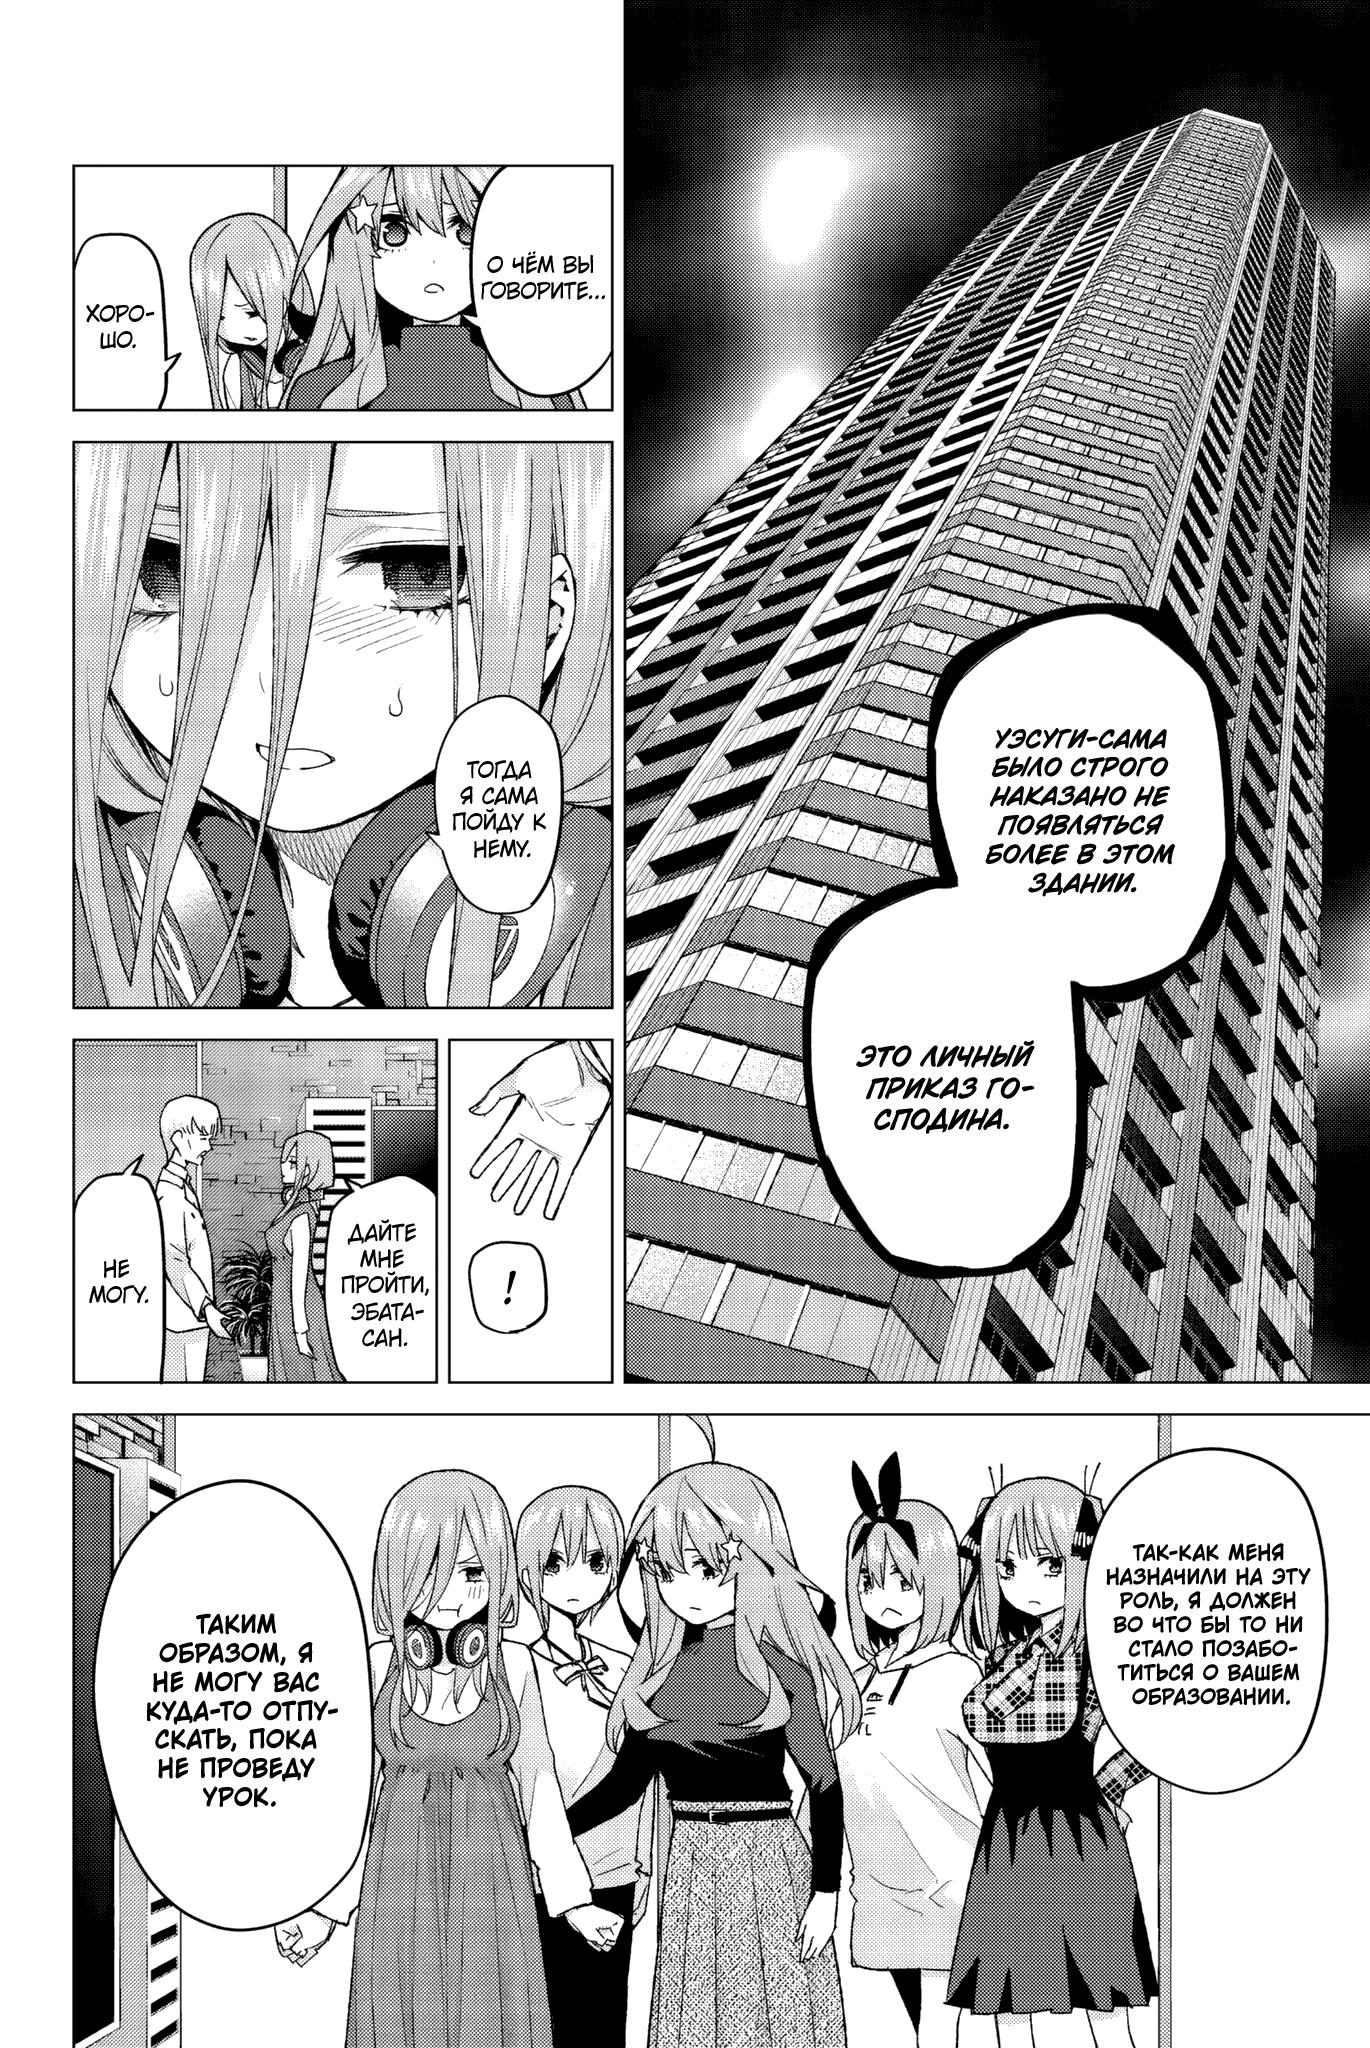 УЭСУГИ-САМА
БЫЛО СТРОГО
НАКАЗАНО НЕ
ПОЯВЛЯТЬСЯ
БОЛЕЕ В ЭТОМ
ЗДАНИИ.
ЭТО ЛИЧНЫЙ
ПРИКАЗ ГО-
СПОДИНА.
О ЧЁМ ВЫ
ГОВОРИТЕ...
ХОРО-
ШО.
ТОГДА
Я САМА
ПОЙДУ К
НЕМУ.
!
ДАЙТЕ
МНЕ
ПРОЙТИ,
ЭБАТА-
САН.
НЕ
МОГУ.
ТАК-КАК МЕНЯ
НАЗНАЧИЛИ НА ЭТУ
РОЛЬ, Я ДОЛЖЕН
ВО ЧТО БЫ ТО НИ
СТАЛО ПОЗАБО-
ТИТЬСЯ О ВАШЕМ
ОБРАЗОВАНИИ.
ТАКИМ
ОБРАЗОМ, Я
НЕ МОГУ ВАС
КУДА-ТО ОТПУ-
СКАТЬ, ПОКА
НЕ ПРОВЕДУ
УРОК.